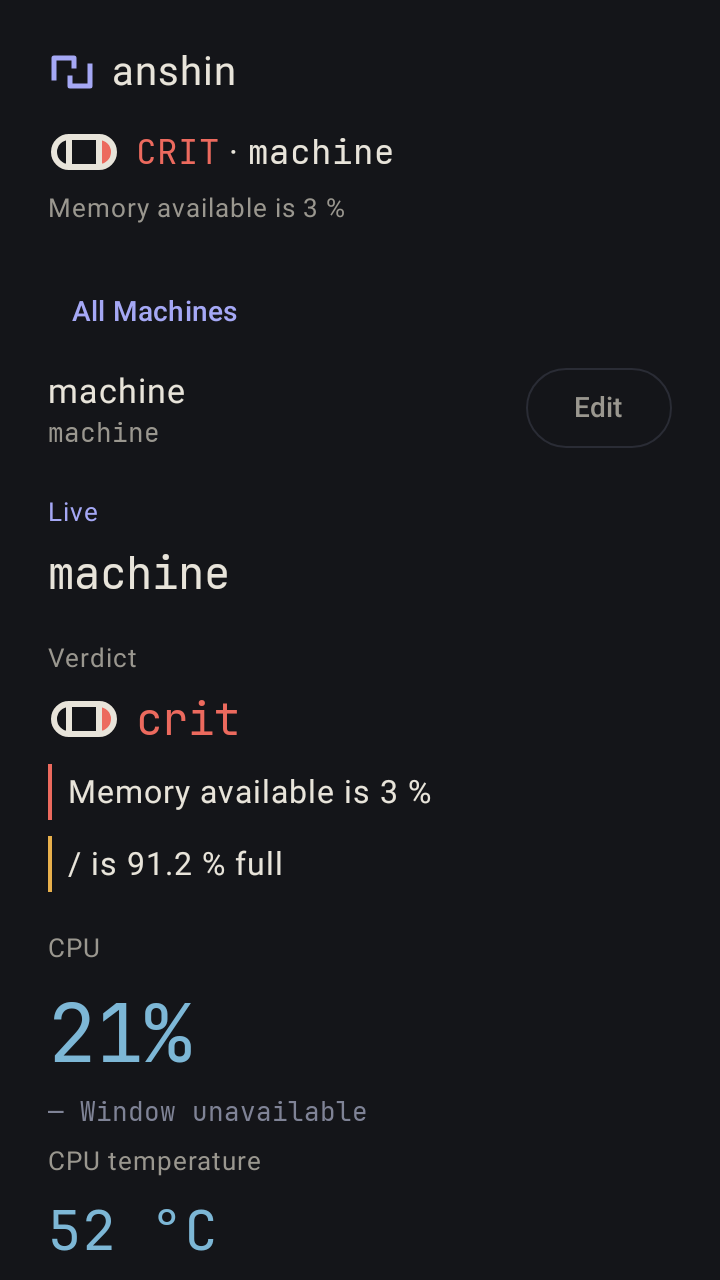 anshin
CRIT · machine
Memory available is 3 %
All Machines
machine
Edit
machine
Live
machine
Verdict
crit
Memory available is 3 %
/ is 91.2 % full
CPU
21%
— Window unavailable
CPU temperature
52 °C